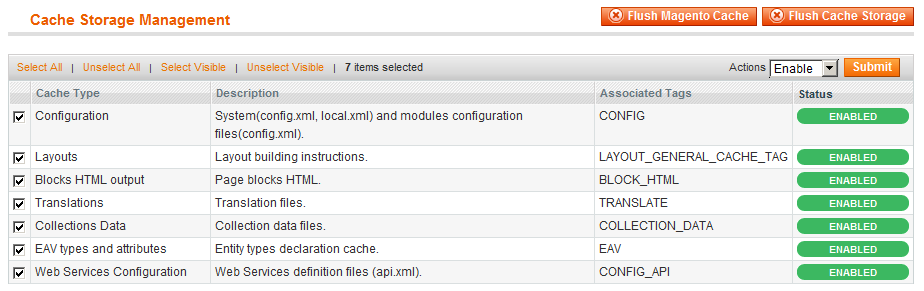 Cache Storage Management
Flush Magento Cache Flush Cache Storage
Select All | Unselect All | Select Visible | Unselect Visible | 7 items selected Actions Enable Submit
Cache Type Description Associated Tags Status
Configuration System(config.xml, local.xml) and modules configuration CONFIG ENABLED
files(config.xml).
Layouts Layout building instructions. LAYOUT_GENERAL_CACHE_TAG ENABLED
Blocks HTML output Page blocks HTML. BLOCK_HTML ENABLED
Translations Translation files. TRANSLATE ENABLED
Collections Data Collection data files. COLLECTION_DATA ENABLED
EAV types and attributes Entity types declaration cache. EAV ENABLED
Web Services Configuration Web Services definition files (api.xml). CONFIG_API ENABLED